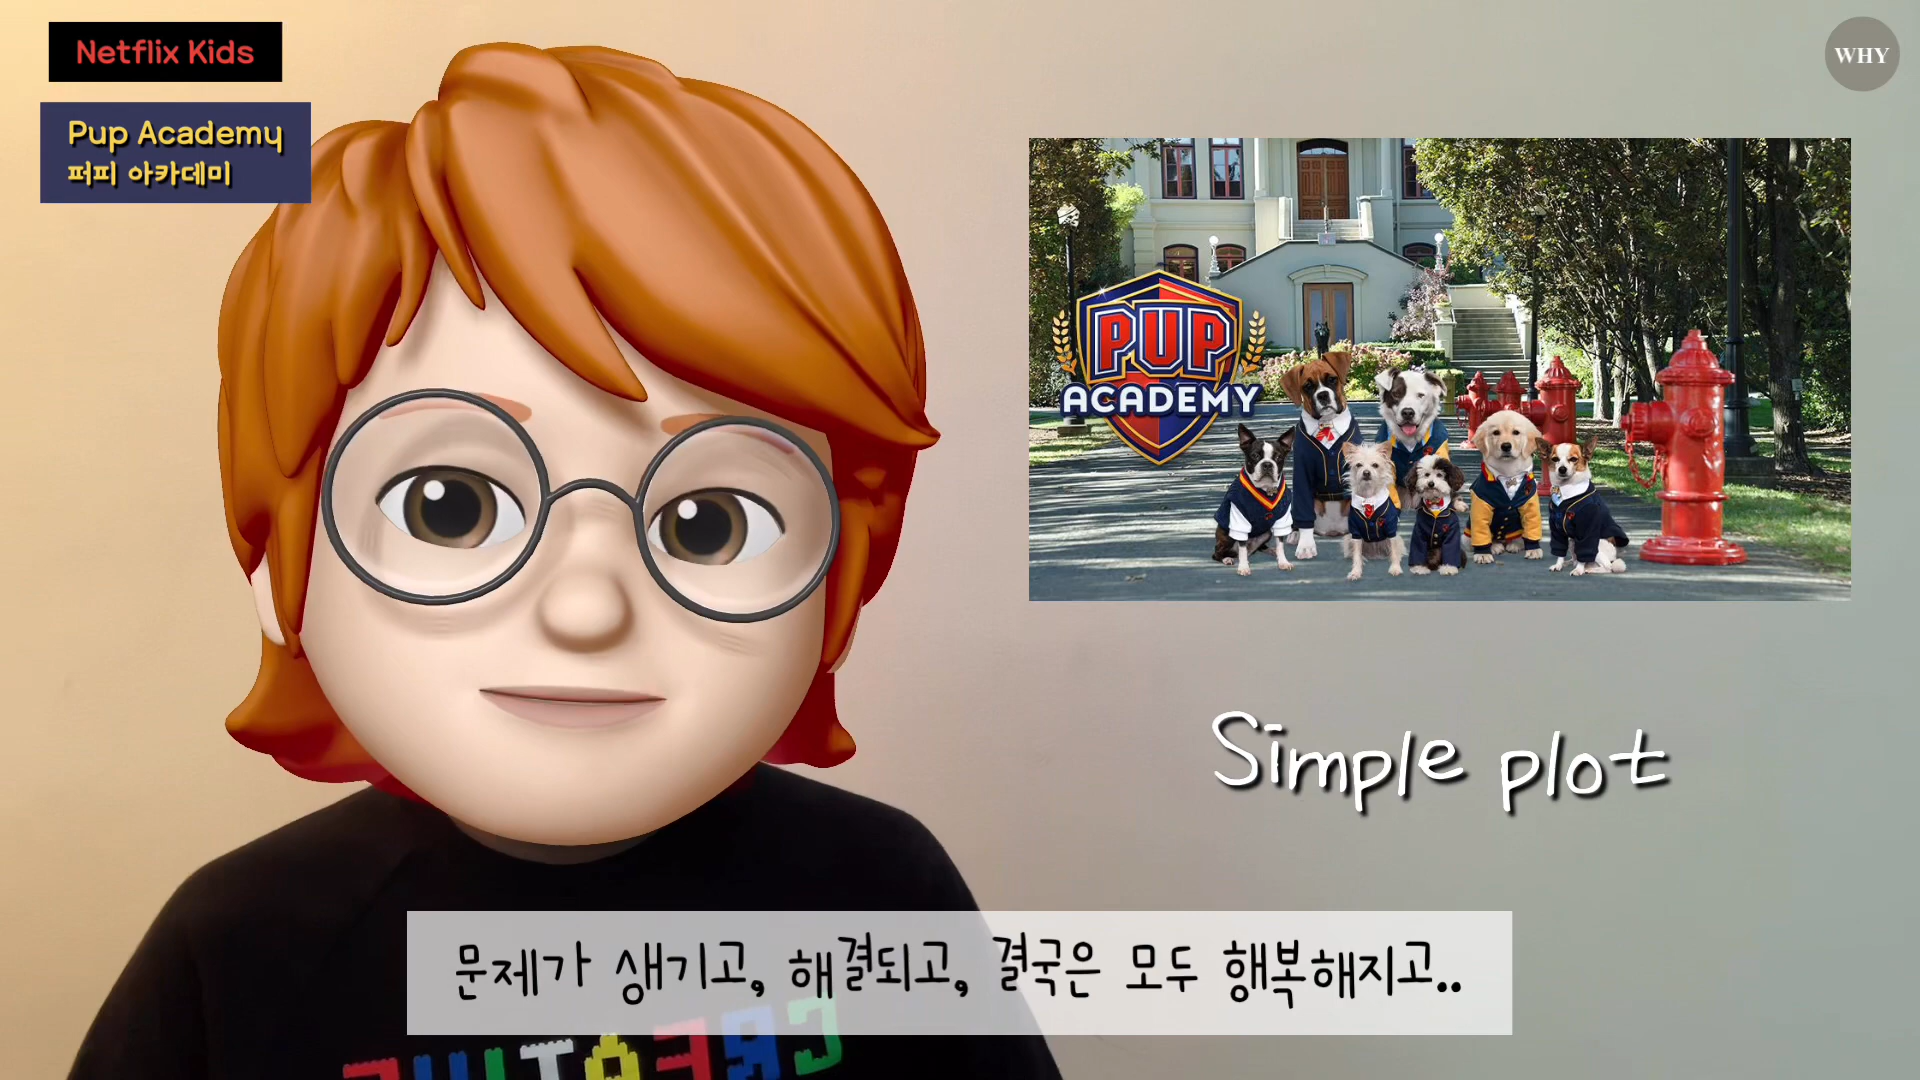 Netflix Kids
WHY
Pup Academy
퍼피 아카데미
PUP
ACADEMY
Simple plot
문제가 생기고, 해결되고, 결국은 모두 행복해지고..
CREATIVE